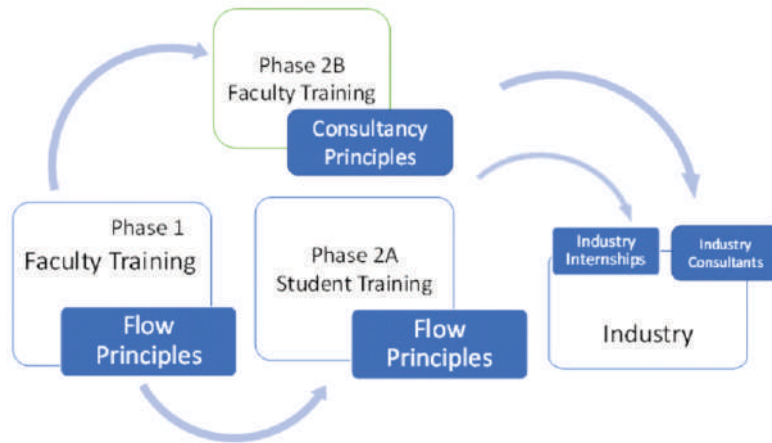 Phase 2B
Faculty Training
Consultancy
Principles
Phase 1
Faculty Training
Flow
Principles
Phase 2A
Student Training
Flow
Principles
Industry
Internships
Industry
Consultants
Industry